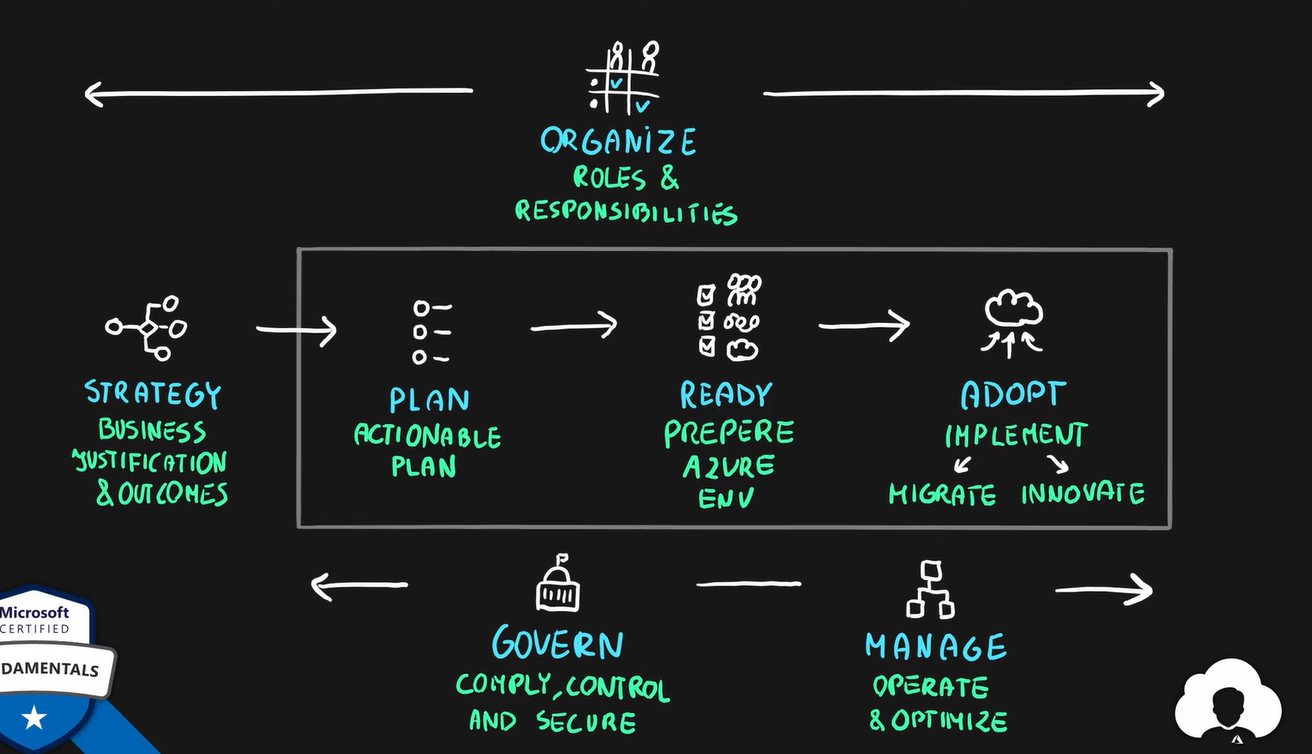 ORGANIZE
ROLES &
RESPONSIBILITIES
STRATEGY
BUSINESS
JUSTIFICATION
& OUTCOMES
PLAN
ACTIONABLE
PLAN
READY
PREPERE
AZURE
ENV
ADOPT
IMPLEMENT
MIGRATE INNOVATE
GOVERN
COMPLY, CONTROL
AND SECURE
MANAGE
OPERATE
& OPTIMIZE
Microsoft
CERTIFIED
DAMENTALS